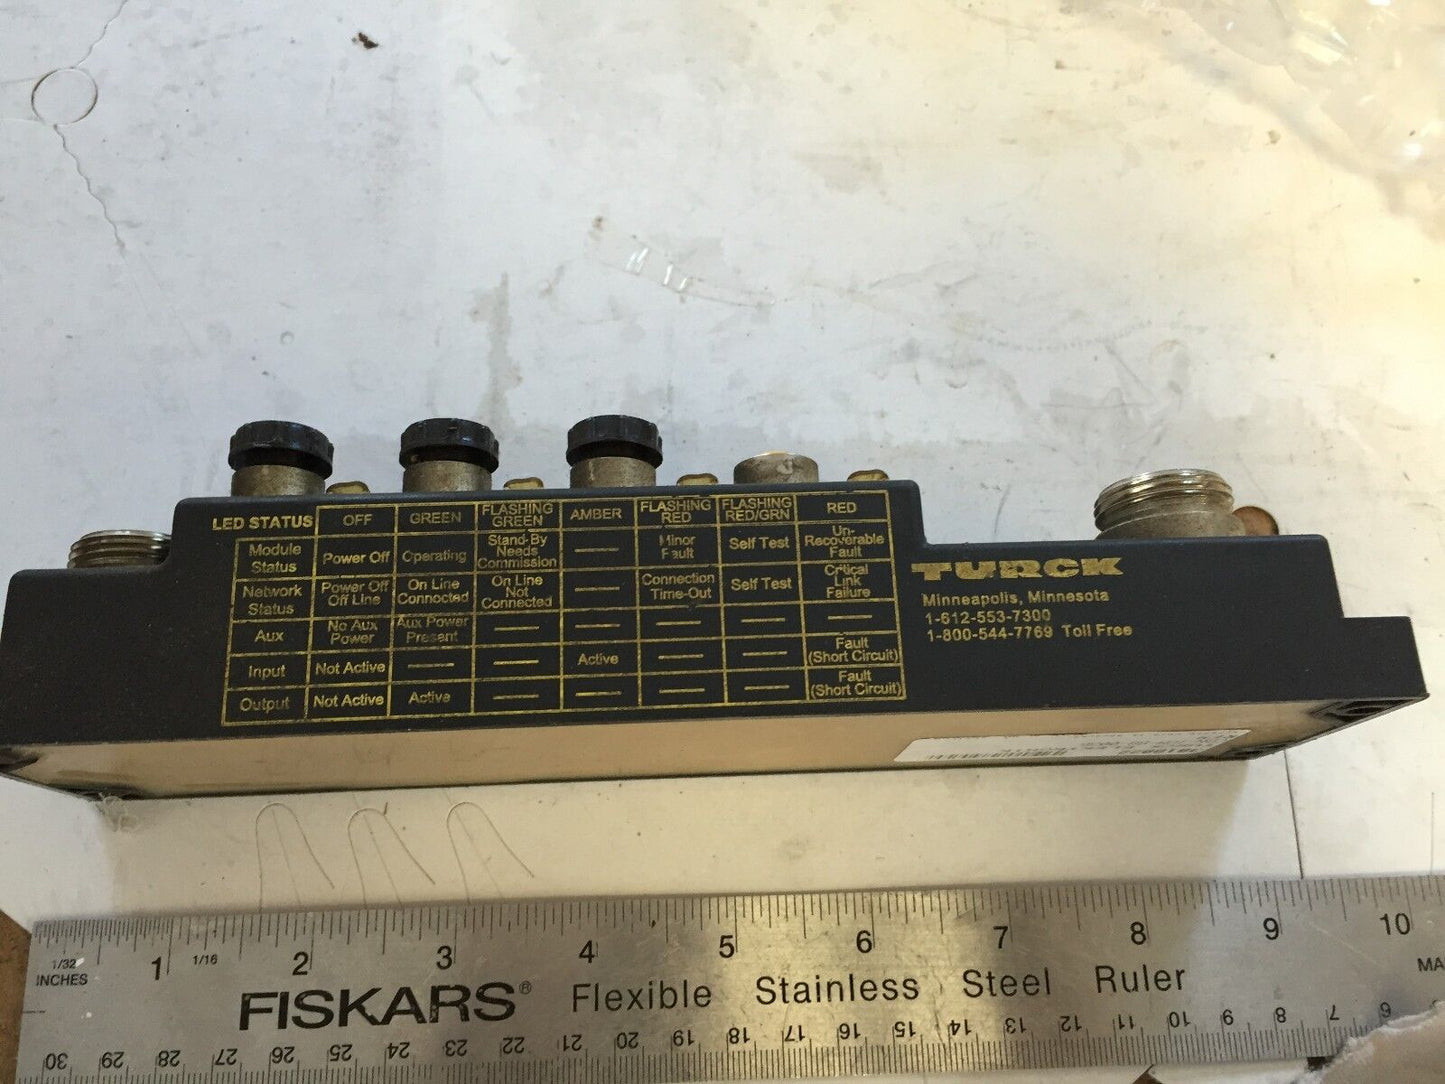 LED STATUS OFF GREEN FLASHING GREEN AMBER FLASHING RED FLASHING RED/GRN RED
Module Status Power Off Operating Stand-By Needs Commission — Minor Fault Self Test Un-Recoverable Fault
Network Status Power Off Off Line On Line Connected On Line Not Connected — Connection Time-Out Self Test Critical Link Failure
Aux No Aux Power Aux Power Present — — — — —
Input Not Active — — Active — — Fault (Short Circuit)
Output Not Active Active — — — — Fault (Short Circuit)
TURCK
Minneapolis, Minnesota
1-612-553-7300
1-800-544-7769 Toll Free
1/32 1 1/16 2 3 4 5 6 7 8 9 10
INCHES
MA
FISKARS® Flexible Stainless Steel Ruler
30 29 28 27 26 25 24 23 22 21 20 19 18 17 16 15 14 13 12 11 10 9 8 7 6